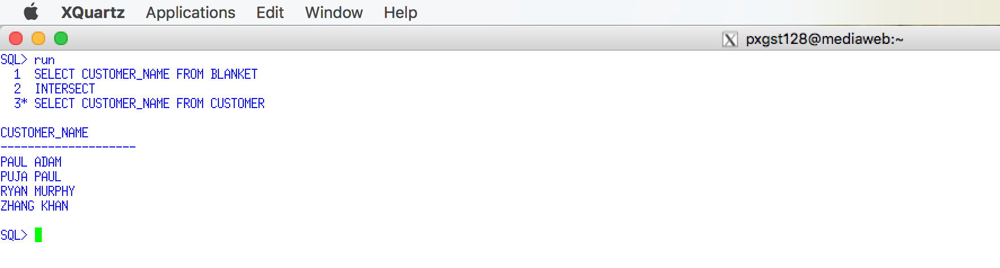 XQuartz Applications Edit Window Help
X pxgst128@mediaweb:~
SQL> run
  1  SELECT CUSTOMER_NAME FROM BLANKET
  2  INTERSECT
  3* SELECT CUSTOMER_NAME FROM CUSTOMER
CUSTOMER_NAME
--------------------
PAUL ADAM
PUJA PAUL
RYAN MURPHY
ZHANG KHAN
SQL>